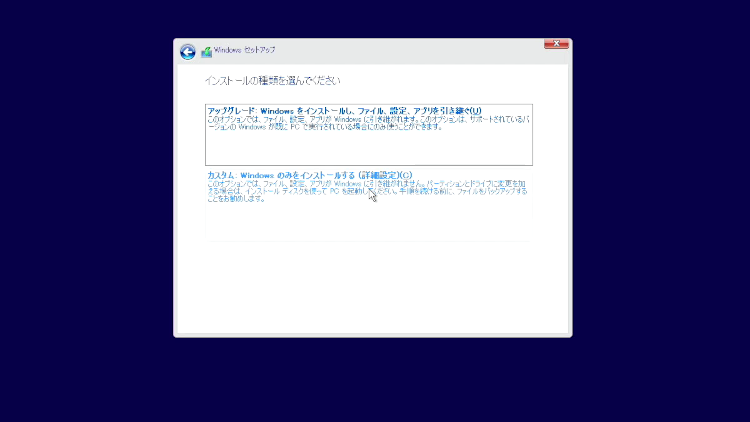 Windows セットアップ
インストールの種類を選んでください
アップグレード: Windows をインストールし、ファイル、設定、アプリを引き継ぐ(U)
このオプションでは、ファイル、設定、アプリが Windows に引き継がれます。このオプションは、サポートされているバ
ージョンの Windows が既に PC で実行されている場合にのみ使うことができます。
カスタム: Windows のみをインストールする (詳細設定)(C)
このオプションでは、ファイル、設定、アプリが Windows に引き継がれません。パーティションとドライブに変更を加
える場合は、インストール ディスクを使って PC を起動してください。手順を続ける前に、ファイルをバックアップする
ことをお勧めします。